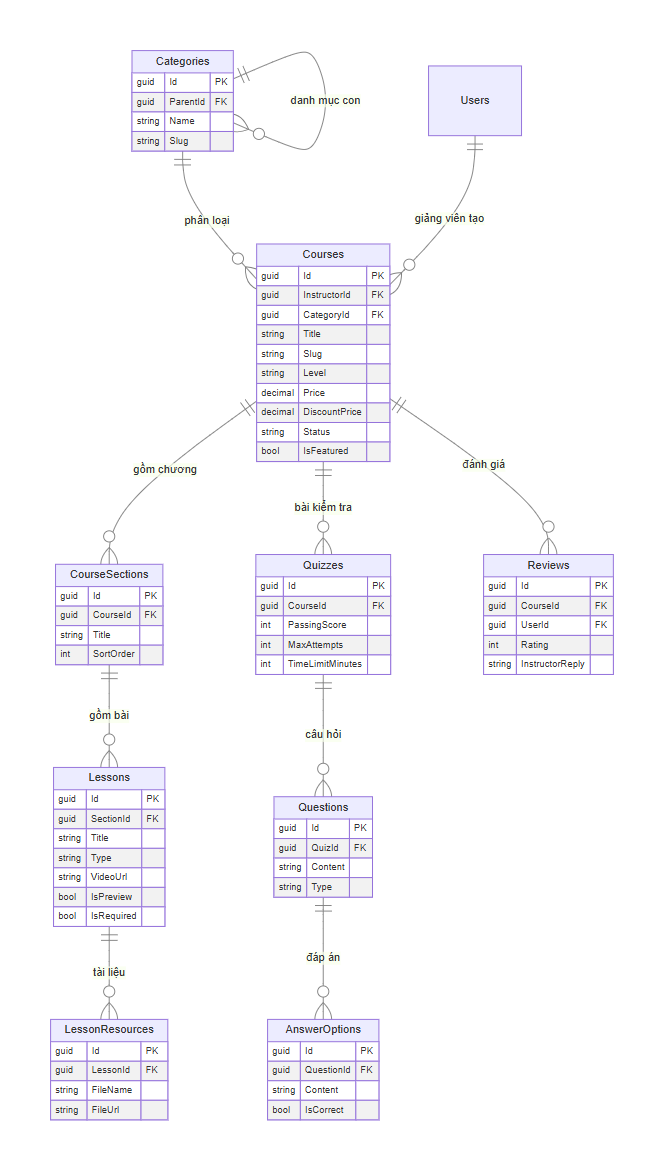 Categories
guid Id PK
guid ParentId FK
string Name
string Slug
danh mục con
Users
phân loại
giảng viên tạo
Courses
guid Id PK
guid InstructorId FK
guid CategoryId FK
string Title
string Slug
string Level
decimal Price
decimal DiscountPrice
string Status
bool IsFeatured
gồm chương
bài kiểm tra
đánh giá
CourseSections
guid Id PK
guid CourseId FK
string Title
int SortOrder
Quizzes
guid Id PK
guid CourseId FK
int PassingScore
int MaxAttempts
int TimeLimitMinutes
Reviews
guid Id PK
guid CourseId FK
guid UserId FK
int Rating
string InstructorReply
gồm bài
câu hỏi
Lessons
guid Id PK
guid SectionId FK
string Title
string Type
string VideoUrl
bool IsPreview
bool IsRequired
Questions
guid Id PK
guid QuizId FK
string Content
string Type
tài liệu
đáp án
LessonResources
guid Id PK
guid LessonId FK
string FileName
string FileUrl
AnswerOptions
guid Id PK
guid QuestionId FK
string Content
bool IsCorrect